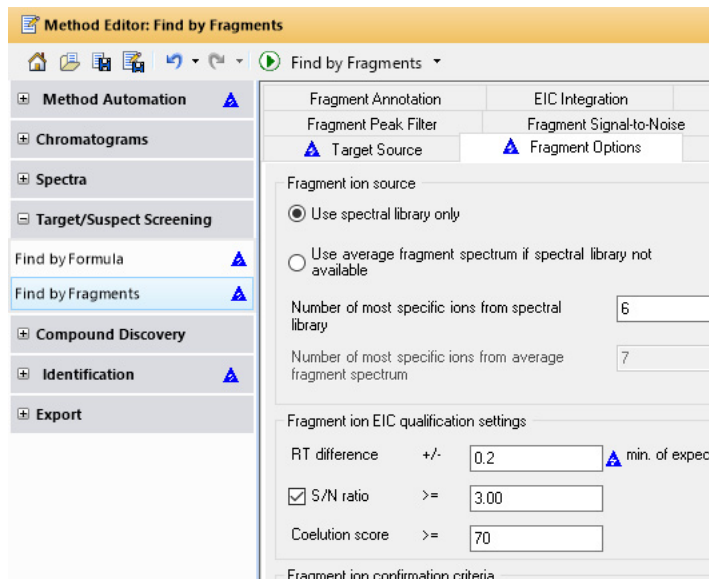 Method Editor: Find by Fragments
Find by Fragments
Method Automation
Chromatograms
Spectra
Target/Suspect Screening
Find by Formula
Find by Fragments
Compound Discovery
Identification
Export
Fragment Annotation EIC Integration
Fragment Peak Filter Fragment Signal-to-Noise
Target Source Fragment Options
Fragment ion source
Use spectral library only
Use average fragment spectrum if spectral library not
available
Number of most specific ions from spectral 6
library
Number of most specific ions from average 7
fragment spectrum
Fragment ion EIC qualification settings
RT difference +/- 0.2 min. of expec
S/N ratio >= 3.00
Coelution score >= 70
Fragment ion confirmation criteria